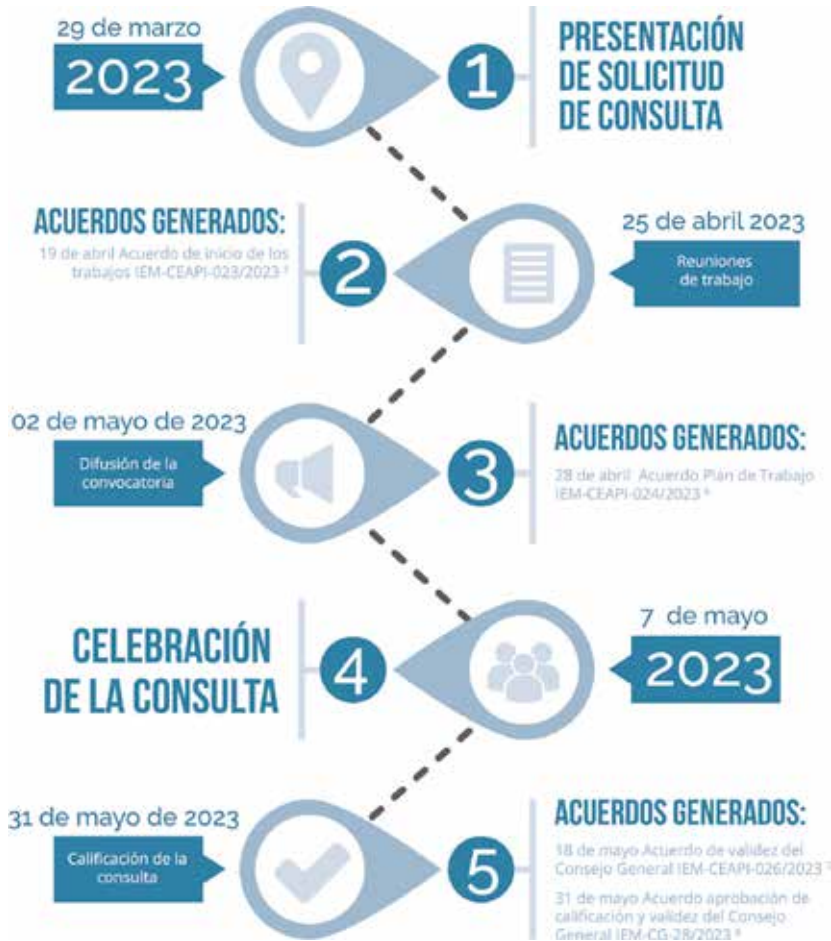 29 de marzo
2023
1
PRESENTACIÓN
DE SOLICITUD
DE CONSULTA
ACUERDOS GENERADOS:
19 de abril Acuerdo de inicio de los
trabajos IEM-CEAPI-023/2023
2
25 de abril 2023
Reuniones
de trabajo
02 de mayo de 2023
Difusión de la
convocatoria
3
ACUERDOS GENERADOS:
28 de abril Acuerdo Plan de Trabajo
IEM-CEAPI-024/2023
CELEBRACIÓN
DE LA CONSULTA
4
7 de mayo
2023
31 de mayo de 2023
Calificación de la
consulta
5
ACUERDOS GENERADOS:
18 de mayo Acuerdo de validez del
Consejo General IEM-CEAPI-026/2023
31 de mayo Acuerdo aprobación de
calificación y validez del Consejo
General IEM-CG-28/2023